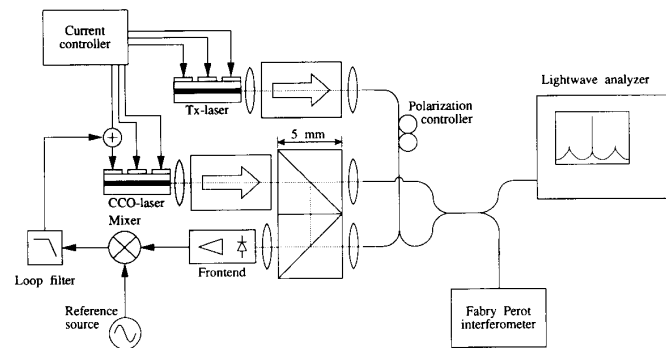 Current
controller
Tx-laser
Polarization
controller
Lightwave analyzer
5 mm
+
CCO-laser
Mixer
Loop filter
Frontend
Reference
source
Fabry Perot
interferometer